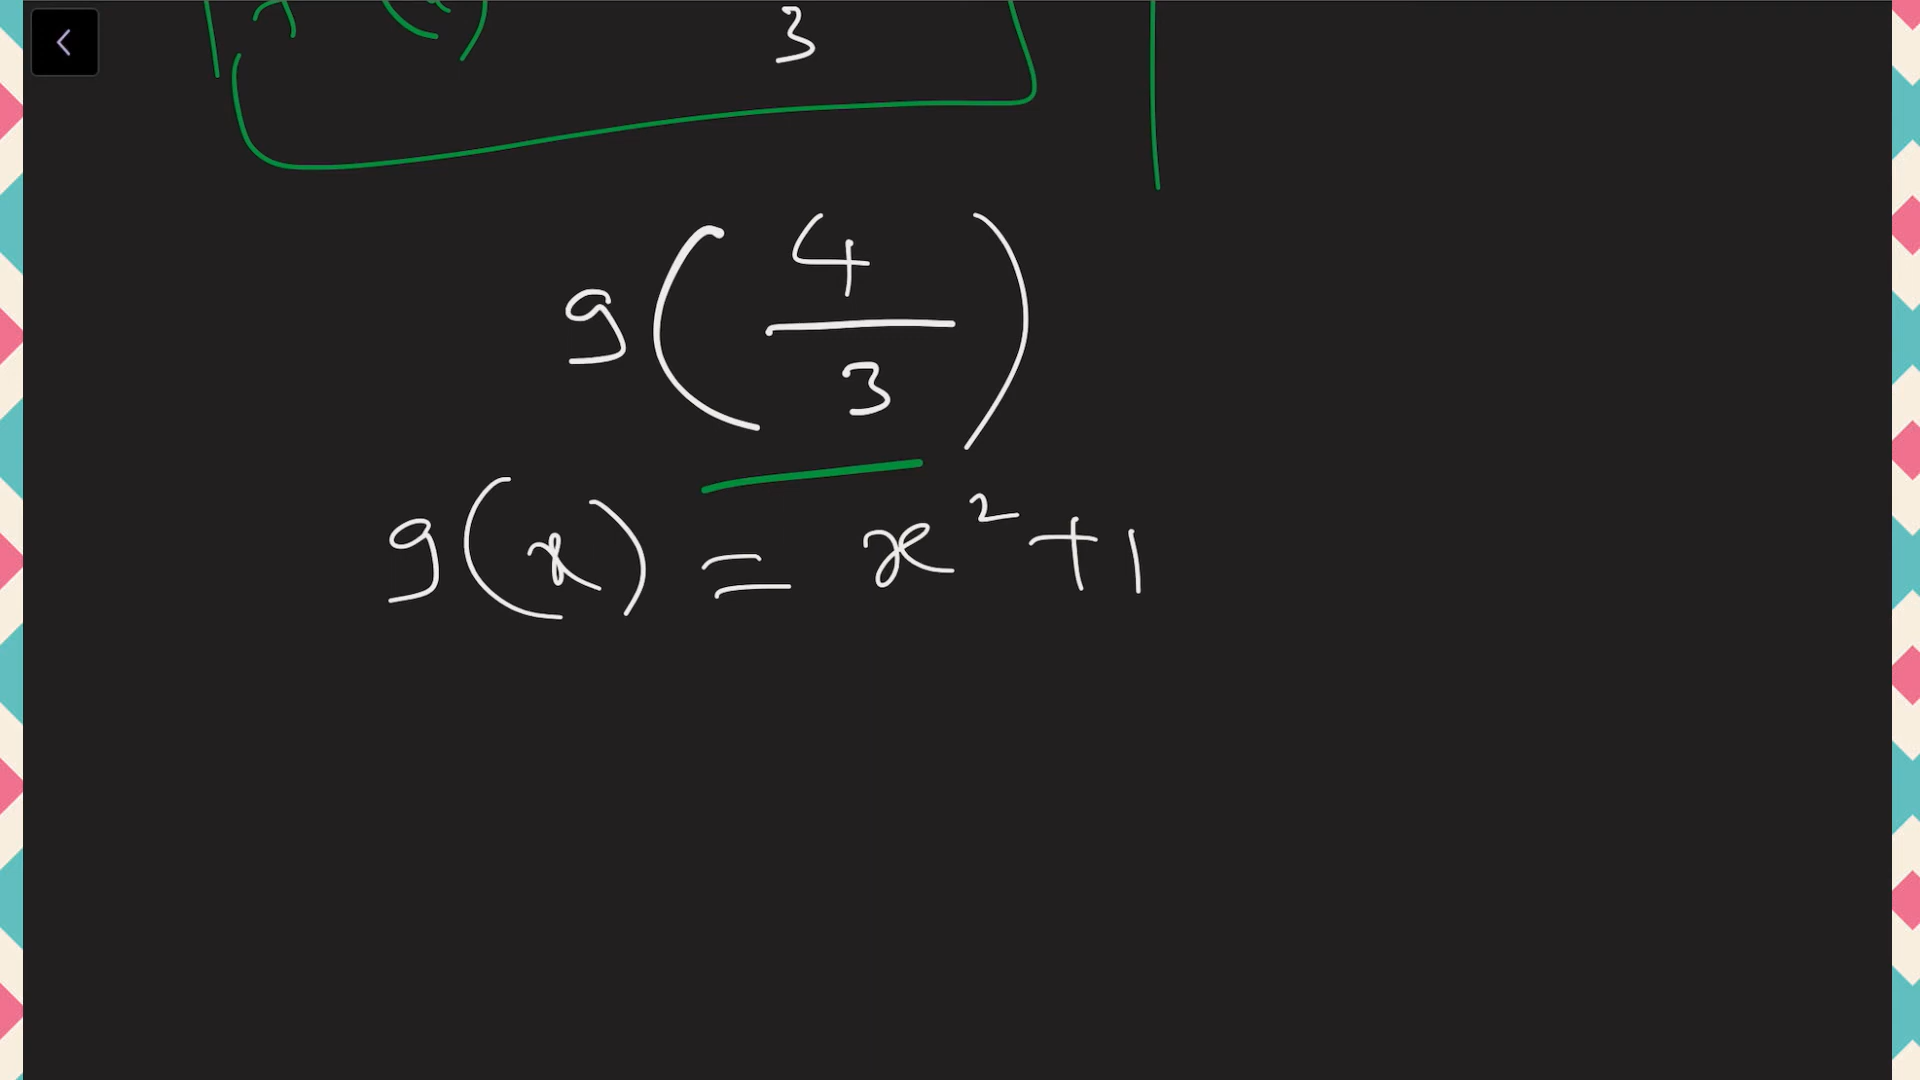 3
g(4/3)
g(x) = x² + 1